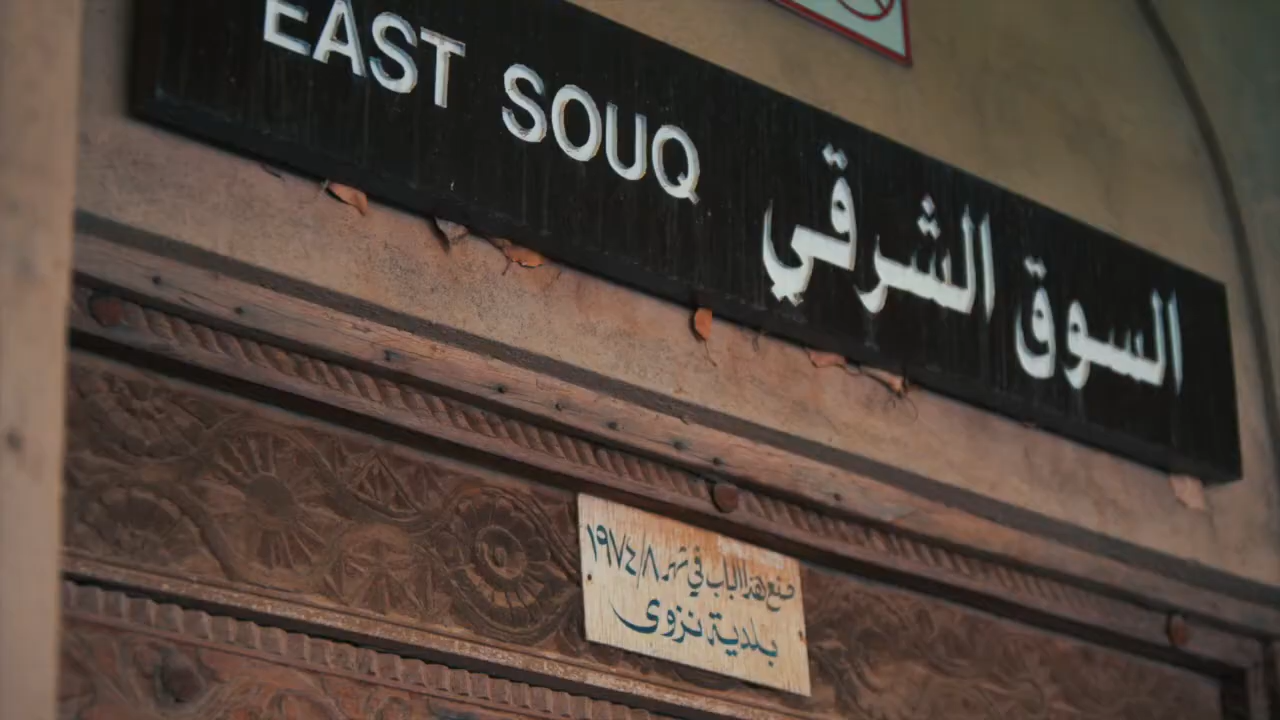 EAST SOUQ السوق الشرقي
صنع هذا الباب في شهر ١٩٧٤/٨
بلدية نزوى